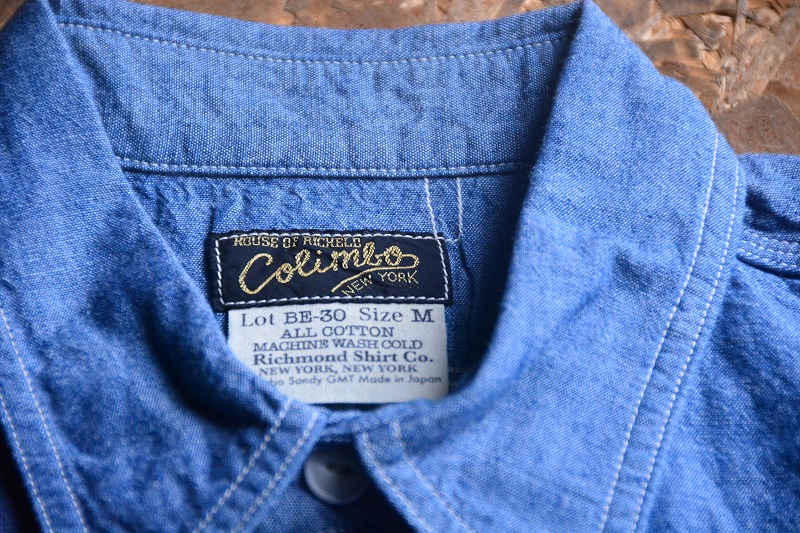 HOUSE OF RICHELD
Colimbo
NEW YORK
Lot BE-30 Size M
ALL COTTON
MACHINE WASH COLD
Richmond Shirt Co.
NEW YORK, NEW YORK
Sandy GMT Made in Japan